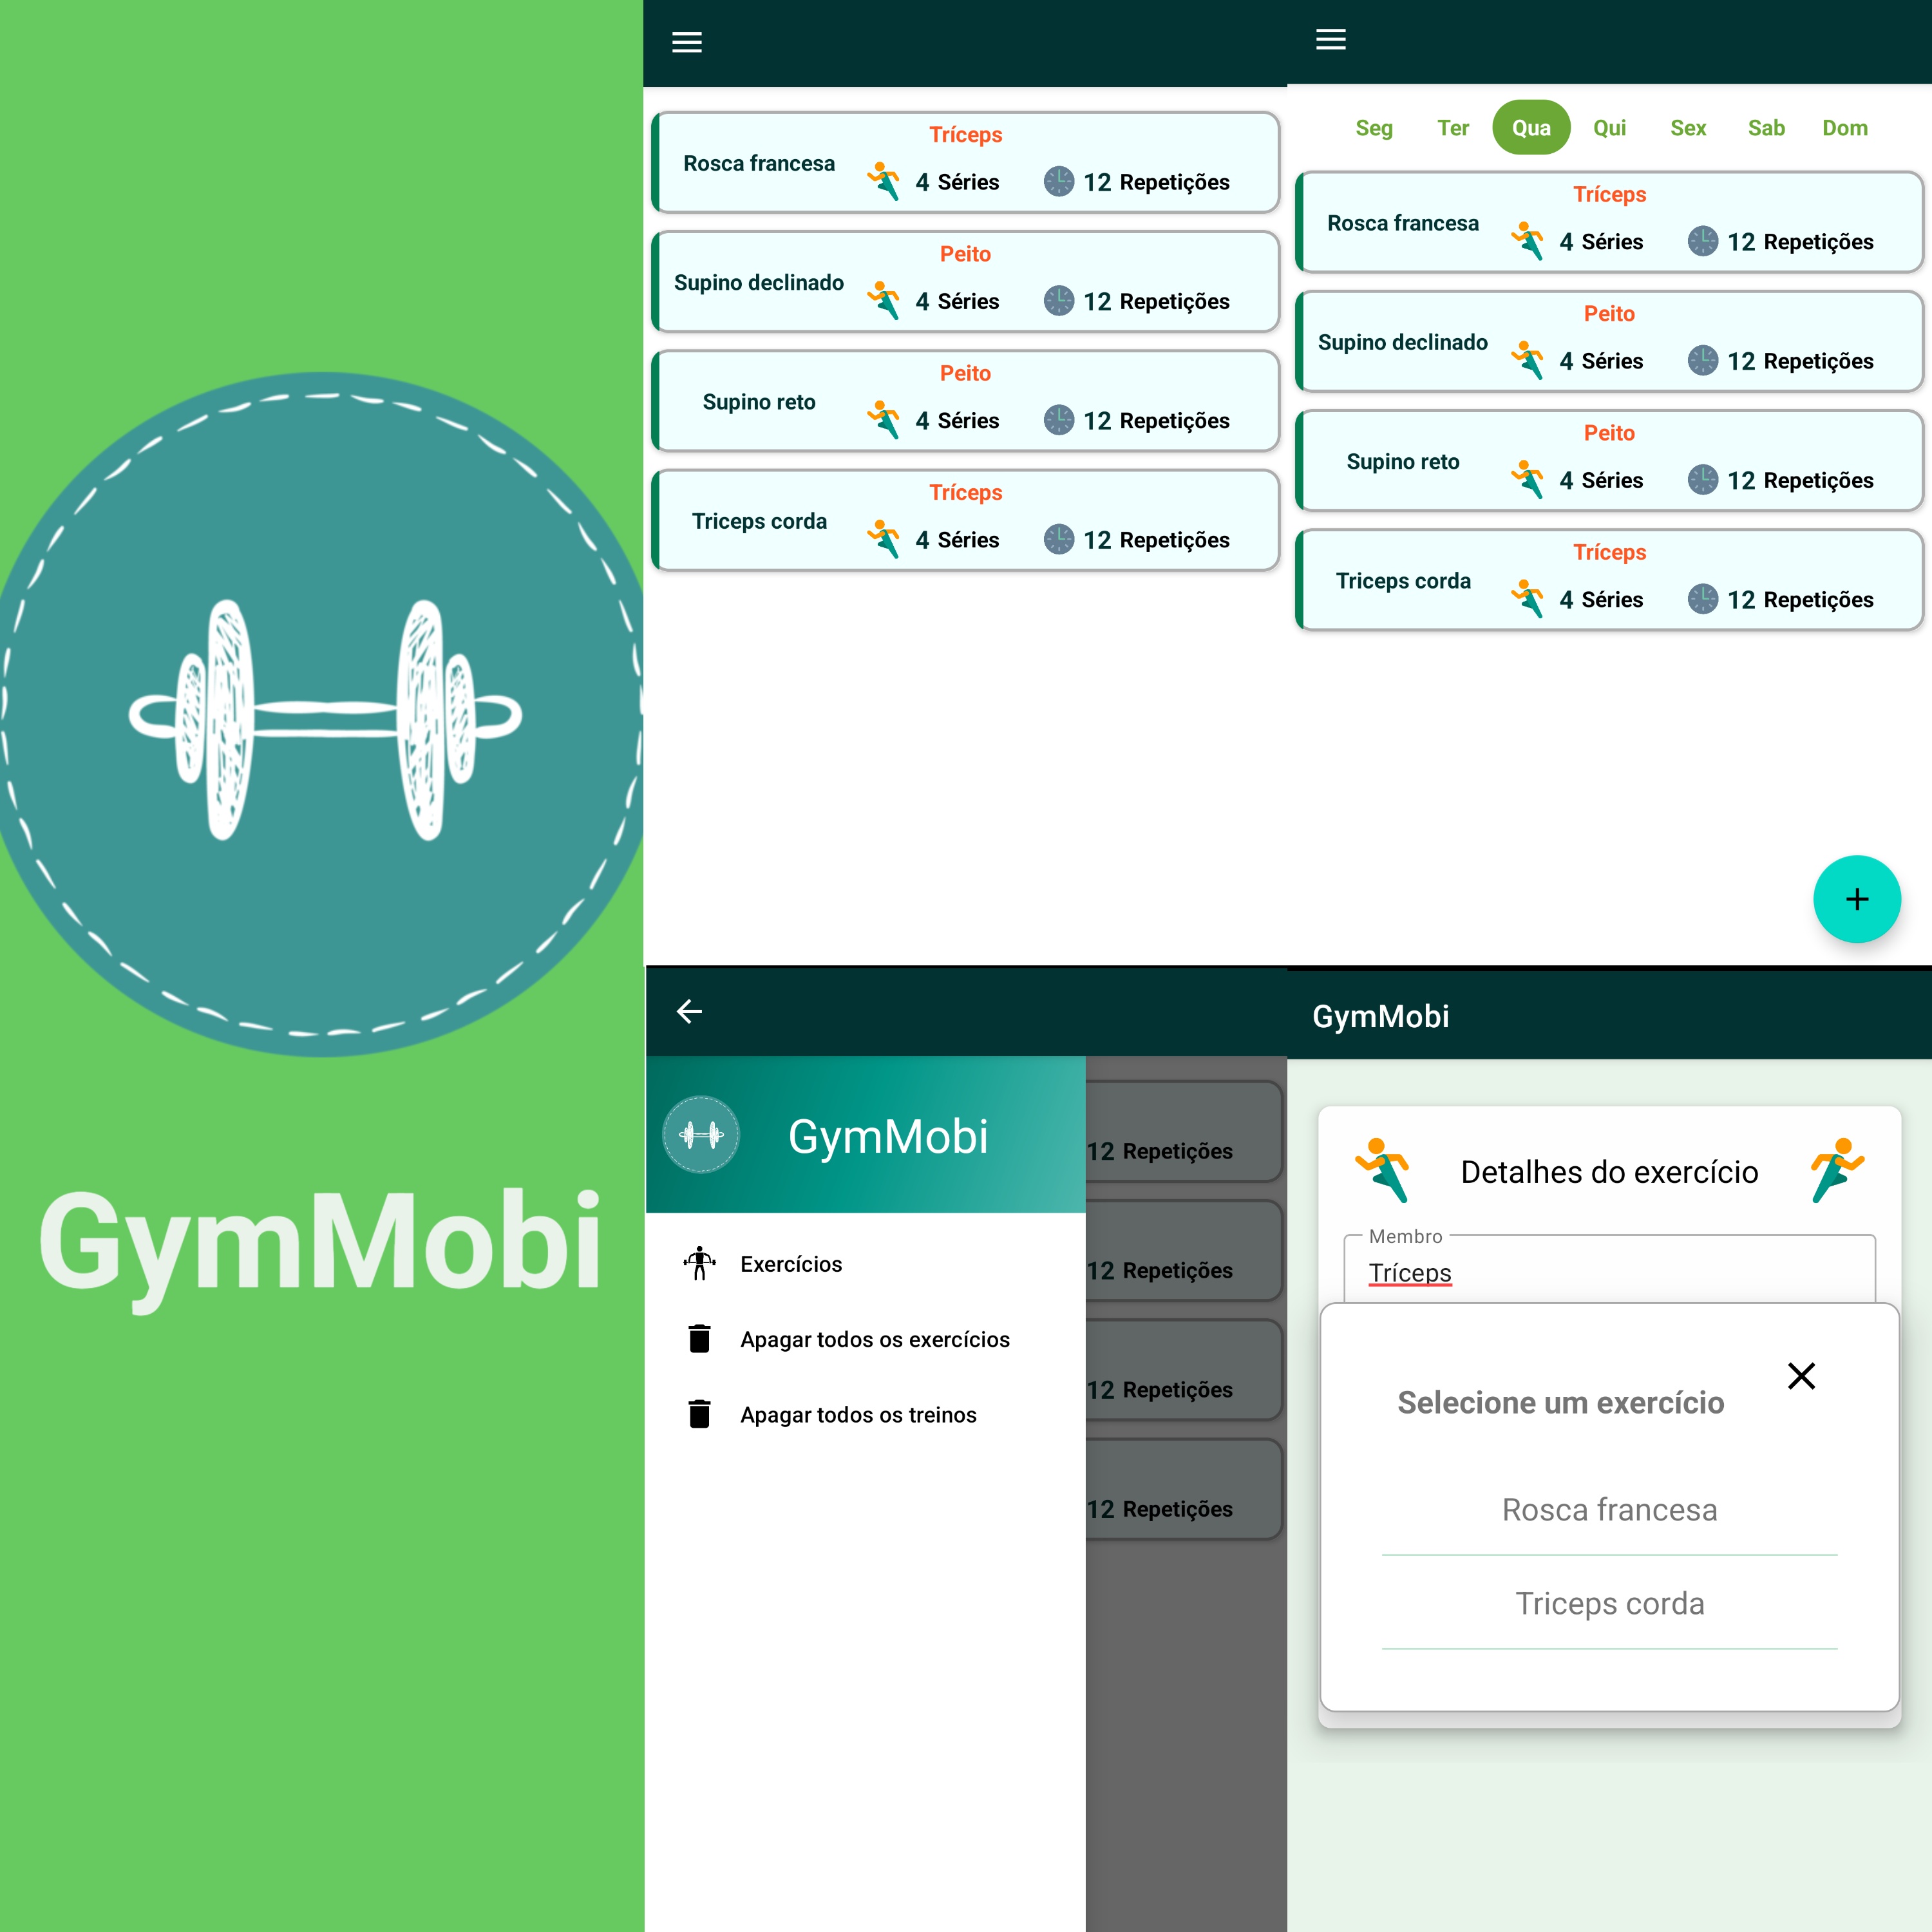 GymMobi
Tríceps
Rosca francesa
4 Séries
12 Repetições
Peito
Supino declinado
4 Séries
12 Repetições
Peito
Supino reto
4 Séries
12 Repetições
Tríceps
Triceps corda
4 Séries
12 Repetições
Seg Ter Qua Qui Sex Sab Dom
Tríceps
Rosca francesa
4 Séries
12 Repetições
Peito
Supino declinado
4 Séries
12 Repetições
Peito
Supino reto
4 Séries
12 Repetições
Tríceps
Triceps corda
4 Séries
12 Repetições
+
GymMobi
Exercícios
Apagar todos os exercícios
Apagar todos os treinos
12 Repetições
12 Repetições
12 Repetições
12 Repetições
GymMobi
Detalhes do exercício
Membro
Tríceps
Selecione um exercício
Rosca francesa
Triceps corda